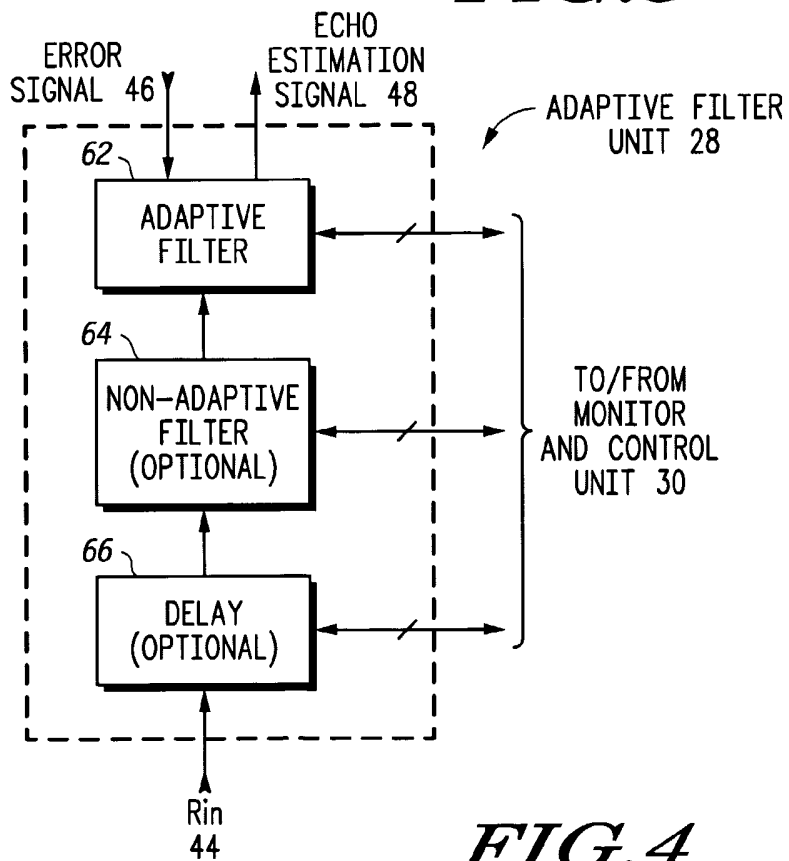 ERROR
SIGNAL 46
ECHO
ESTIMATION
SIGNAL 48
ADAPTIVE FILTER
UNIT 28
62
ADAPTIVE
FILTER
64
NON-ADAPTIVE
FILTER
(OPTIONAL)
TO/FROM
MONITOR
AND CONTROL
UNIT 30
66
DELAY
(OPTIONAL)
Rin
44
FIG.4